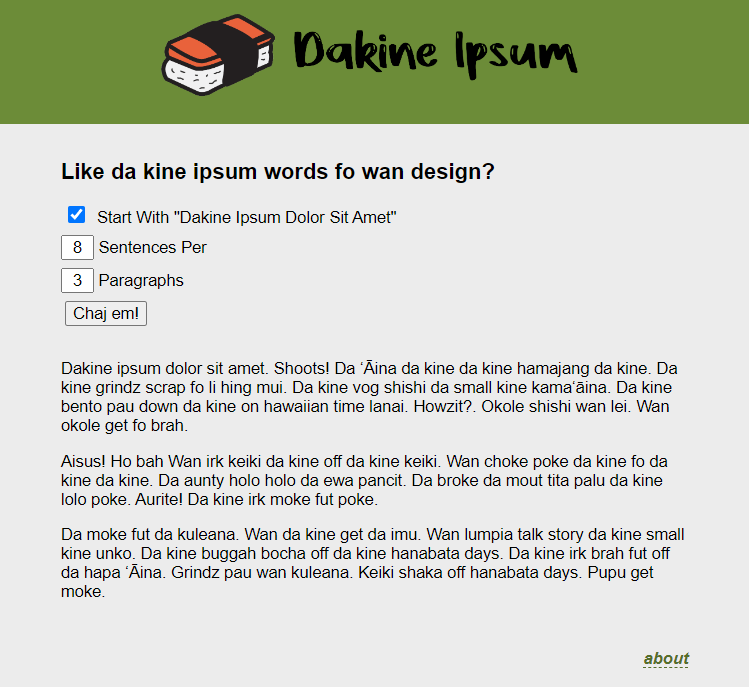 Dakine Ipsum
Like da kine ipsum words fo wan design?
Start With "Dakine Ipsum Dolor Sit Amet"
8 Sentences Per
3 Paragraphs
Chaj em!
Dakine ipsum dolor sit amet. Shoots! Da ʻĀina da kine da kine hamajang da kine. Da
kine grindz scrap fo li hing mui. Da kine vog shishi da small kine kamaʻāina. Da kine
bento pau down da kine on hawaiian time lanai. Howzit?. Okole shishi wan lei. Wan
okole get fo brah.
Aisus! Ho bah Wan irk keiki da kine off da kine keiki. Wan choke poke da kine fo da
kine da kine. Da aunty holo holo da ewa pancit. Da broke da mout tita palu da kine
lolo poke. Aurite! Da kine irk moke fut poke.
Da moke fut da kuleana. Wan da kine get da imu. Wan lumpia talk story da kine small
kine unko. Da kine buggah bocha off da kine hanabata days. Da kine irk brah fut off
da hapa ʻĀina. Grindz pau wan kuleana. Keiki shaka off hanabata days. Pupu get
moke.
about